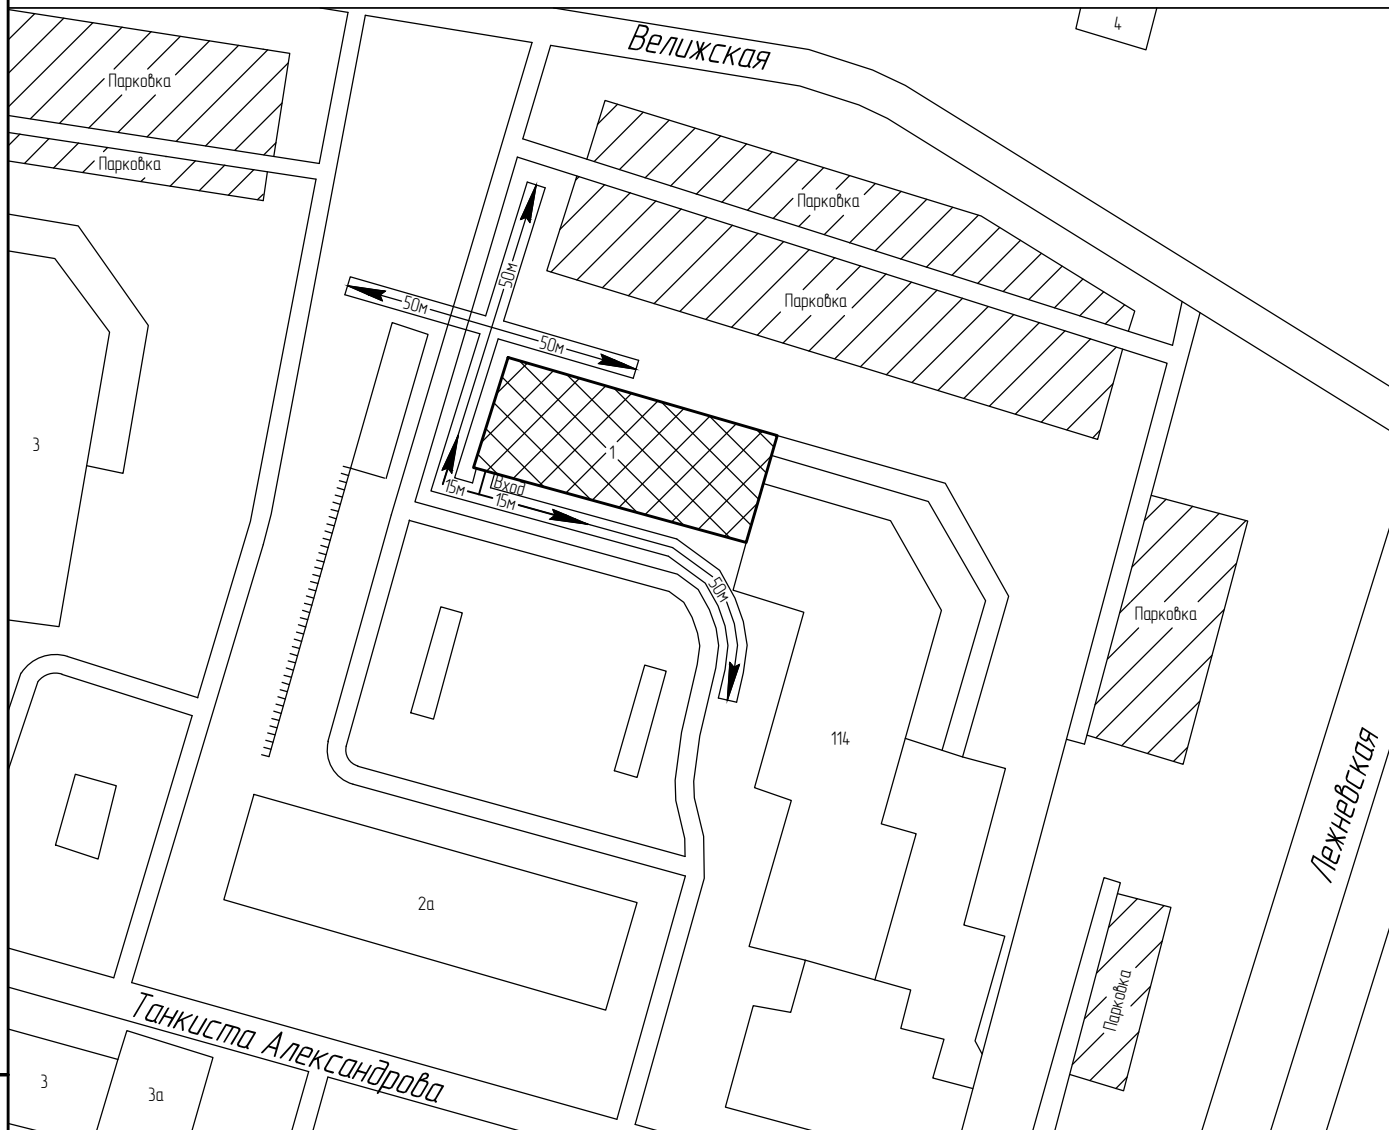 4
Велижская
Парковка
Парковка
Парковка
Парковка
50м
50м
50м
3
1
Вход
15м
15м
50м
Парковка
114
Лежневская
2а
Парковка
Танкиста Александрова
3
3а